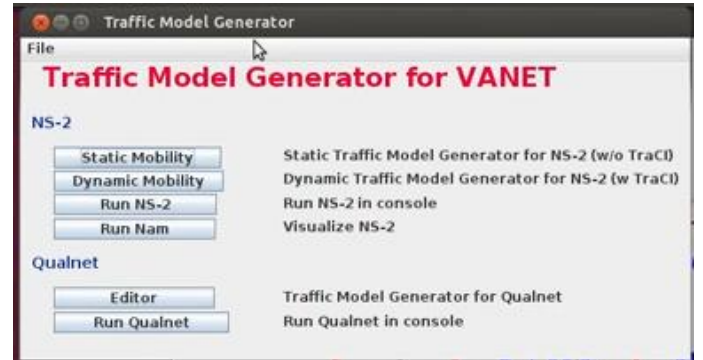 Traffic Model Generator
File
Traffic Model Generator for VANET
NS-2
Static Mobility Static Traffic Model Generator for NS-2 (w/o TraCI)
Dynamic Mobility Dynamic Traffic Model Generator for NS-2 (w TraCI)
Run NS-2 Run NS-2 in console
Run Nam Visualize NS-2
Qualnet
Editor Traffic Model Generator for Qualnet
Run Qualnet Run Qualnet in console